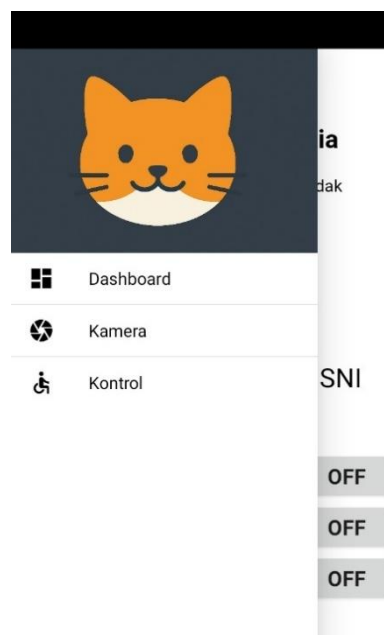 ia
dak
Dashboard
Kamera
Kontrol
SNI
OFF
OFF
OFF